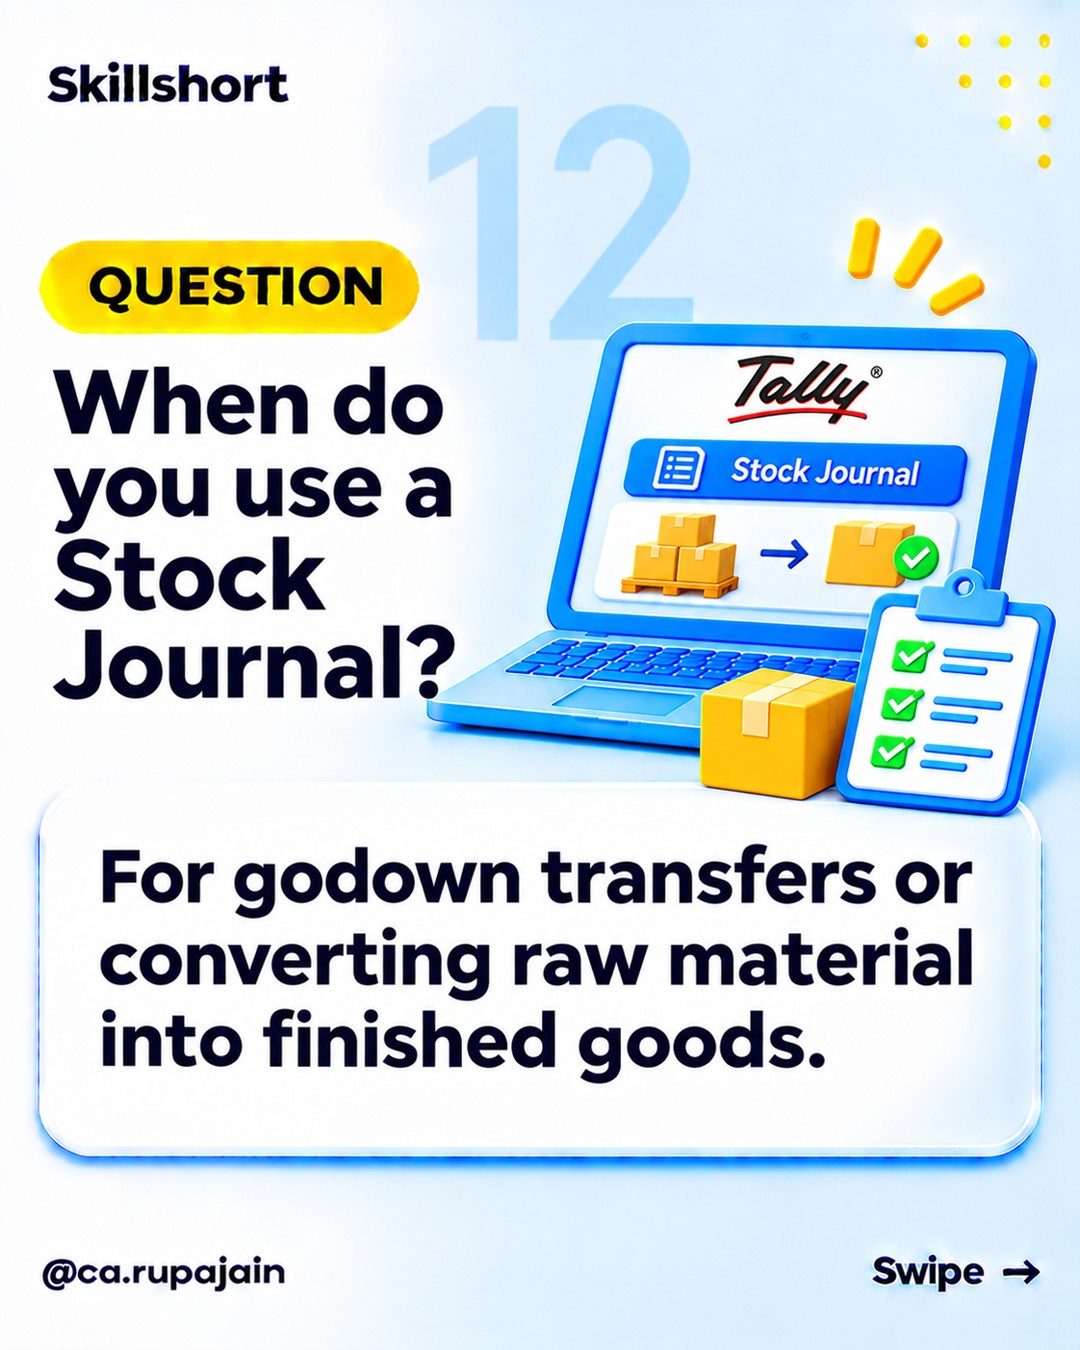 Skillshort
12
QUESTION
When do
you use a
Stock
Journal?
Tally®
Stock Journal
For godown transfers or
converting raw material
into finished goods.
@ca.rupajain
Swipe →